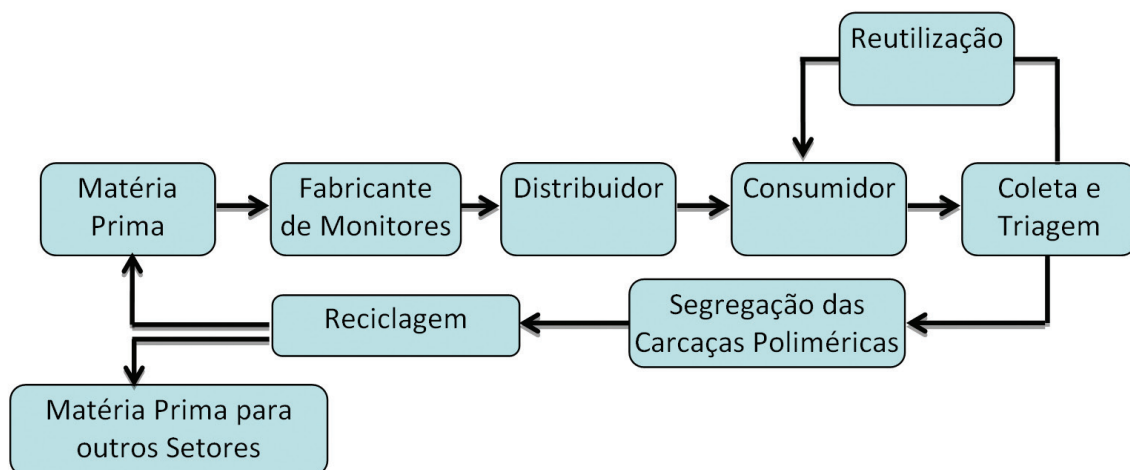 Reutilização
Matéria
Prima
Fabricante
de Monitores
Distribuidor
Consumidor
Coleta e
Triagem
Reciclagem
Segregação das
Carcaças Poliméricas
Matéria Prima para
outros Setores